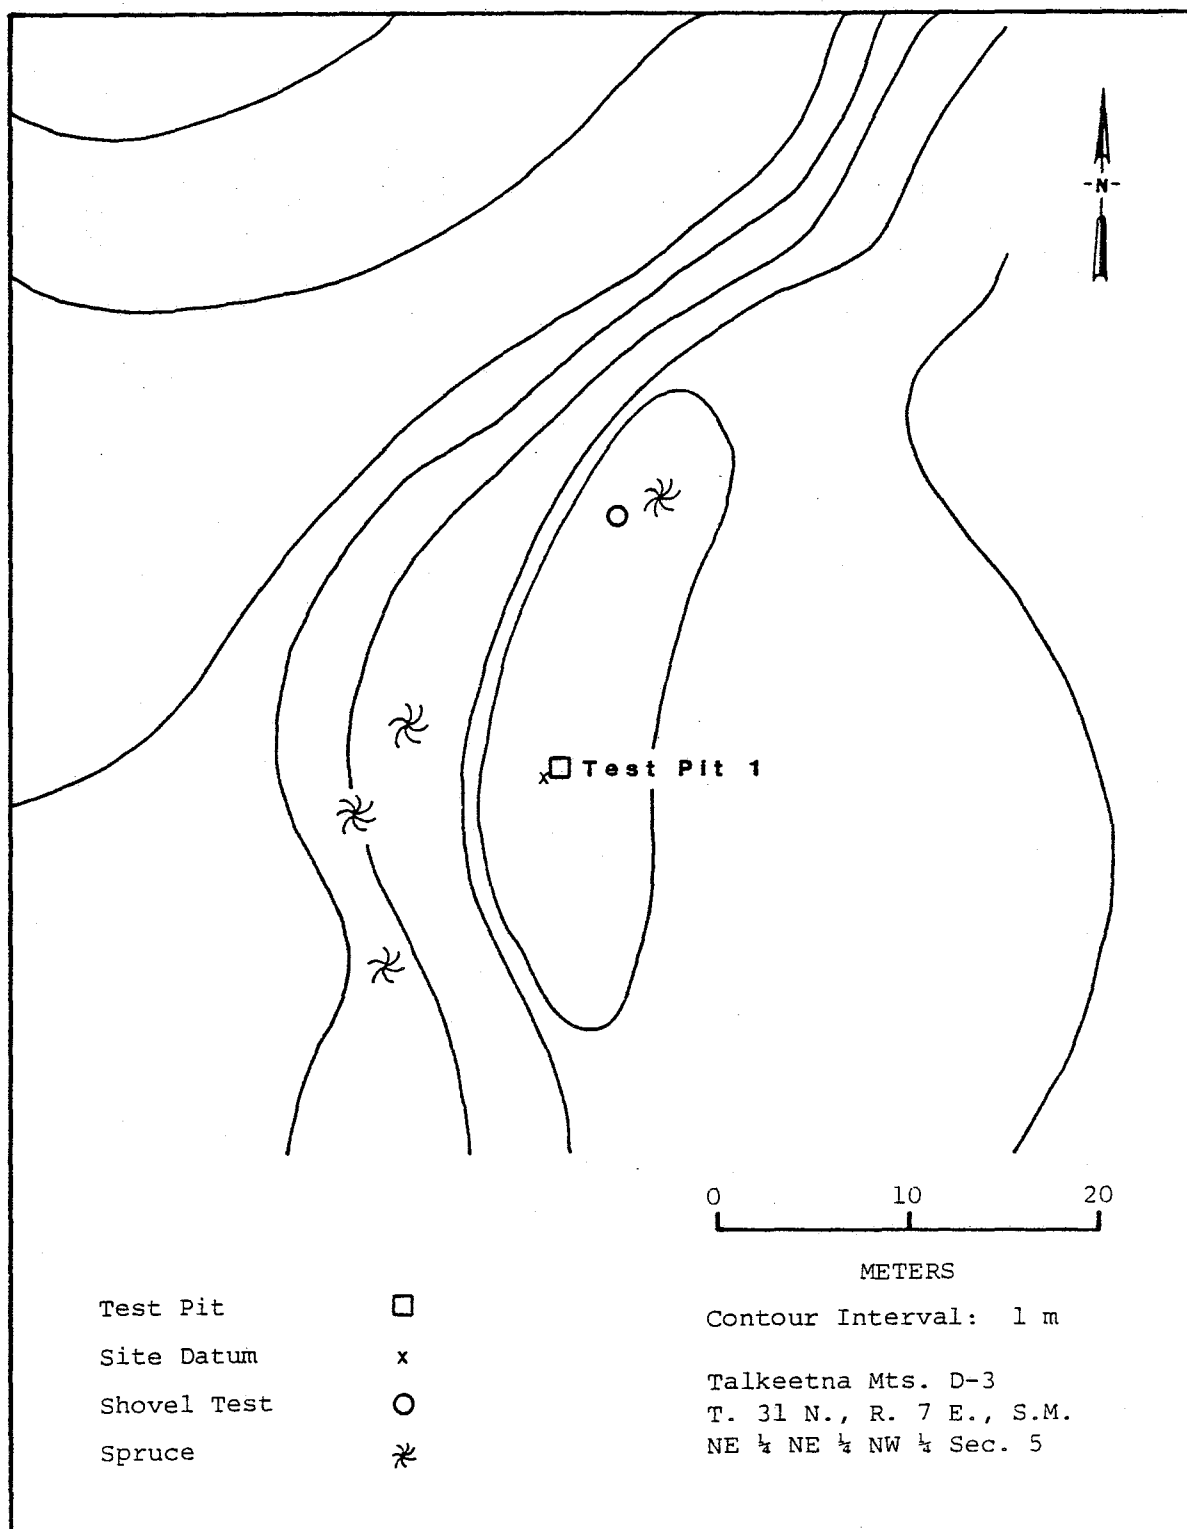 -N-
Test Pit 1
0 10 20
METERS
Contour Interval: 1 m
Talkeetna Mts. D-3
T. 31 N., R. 7 E., S.M.
NE ¼ NE ¼ NW ¼ Sec. 5
Test Pit
Site Datum x
Shovel Test
Spruce